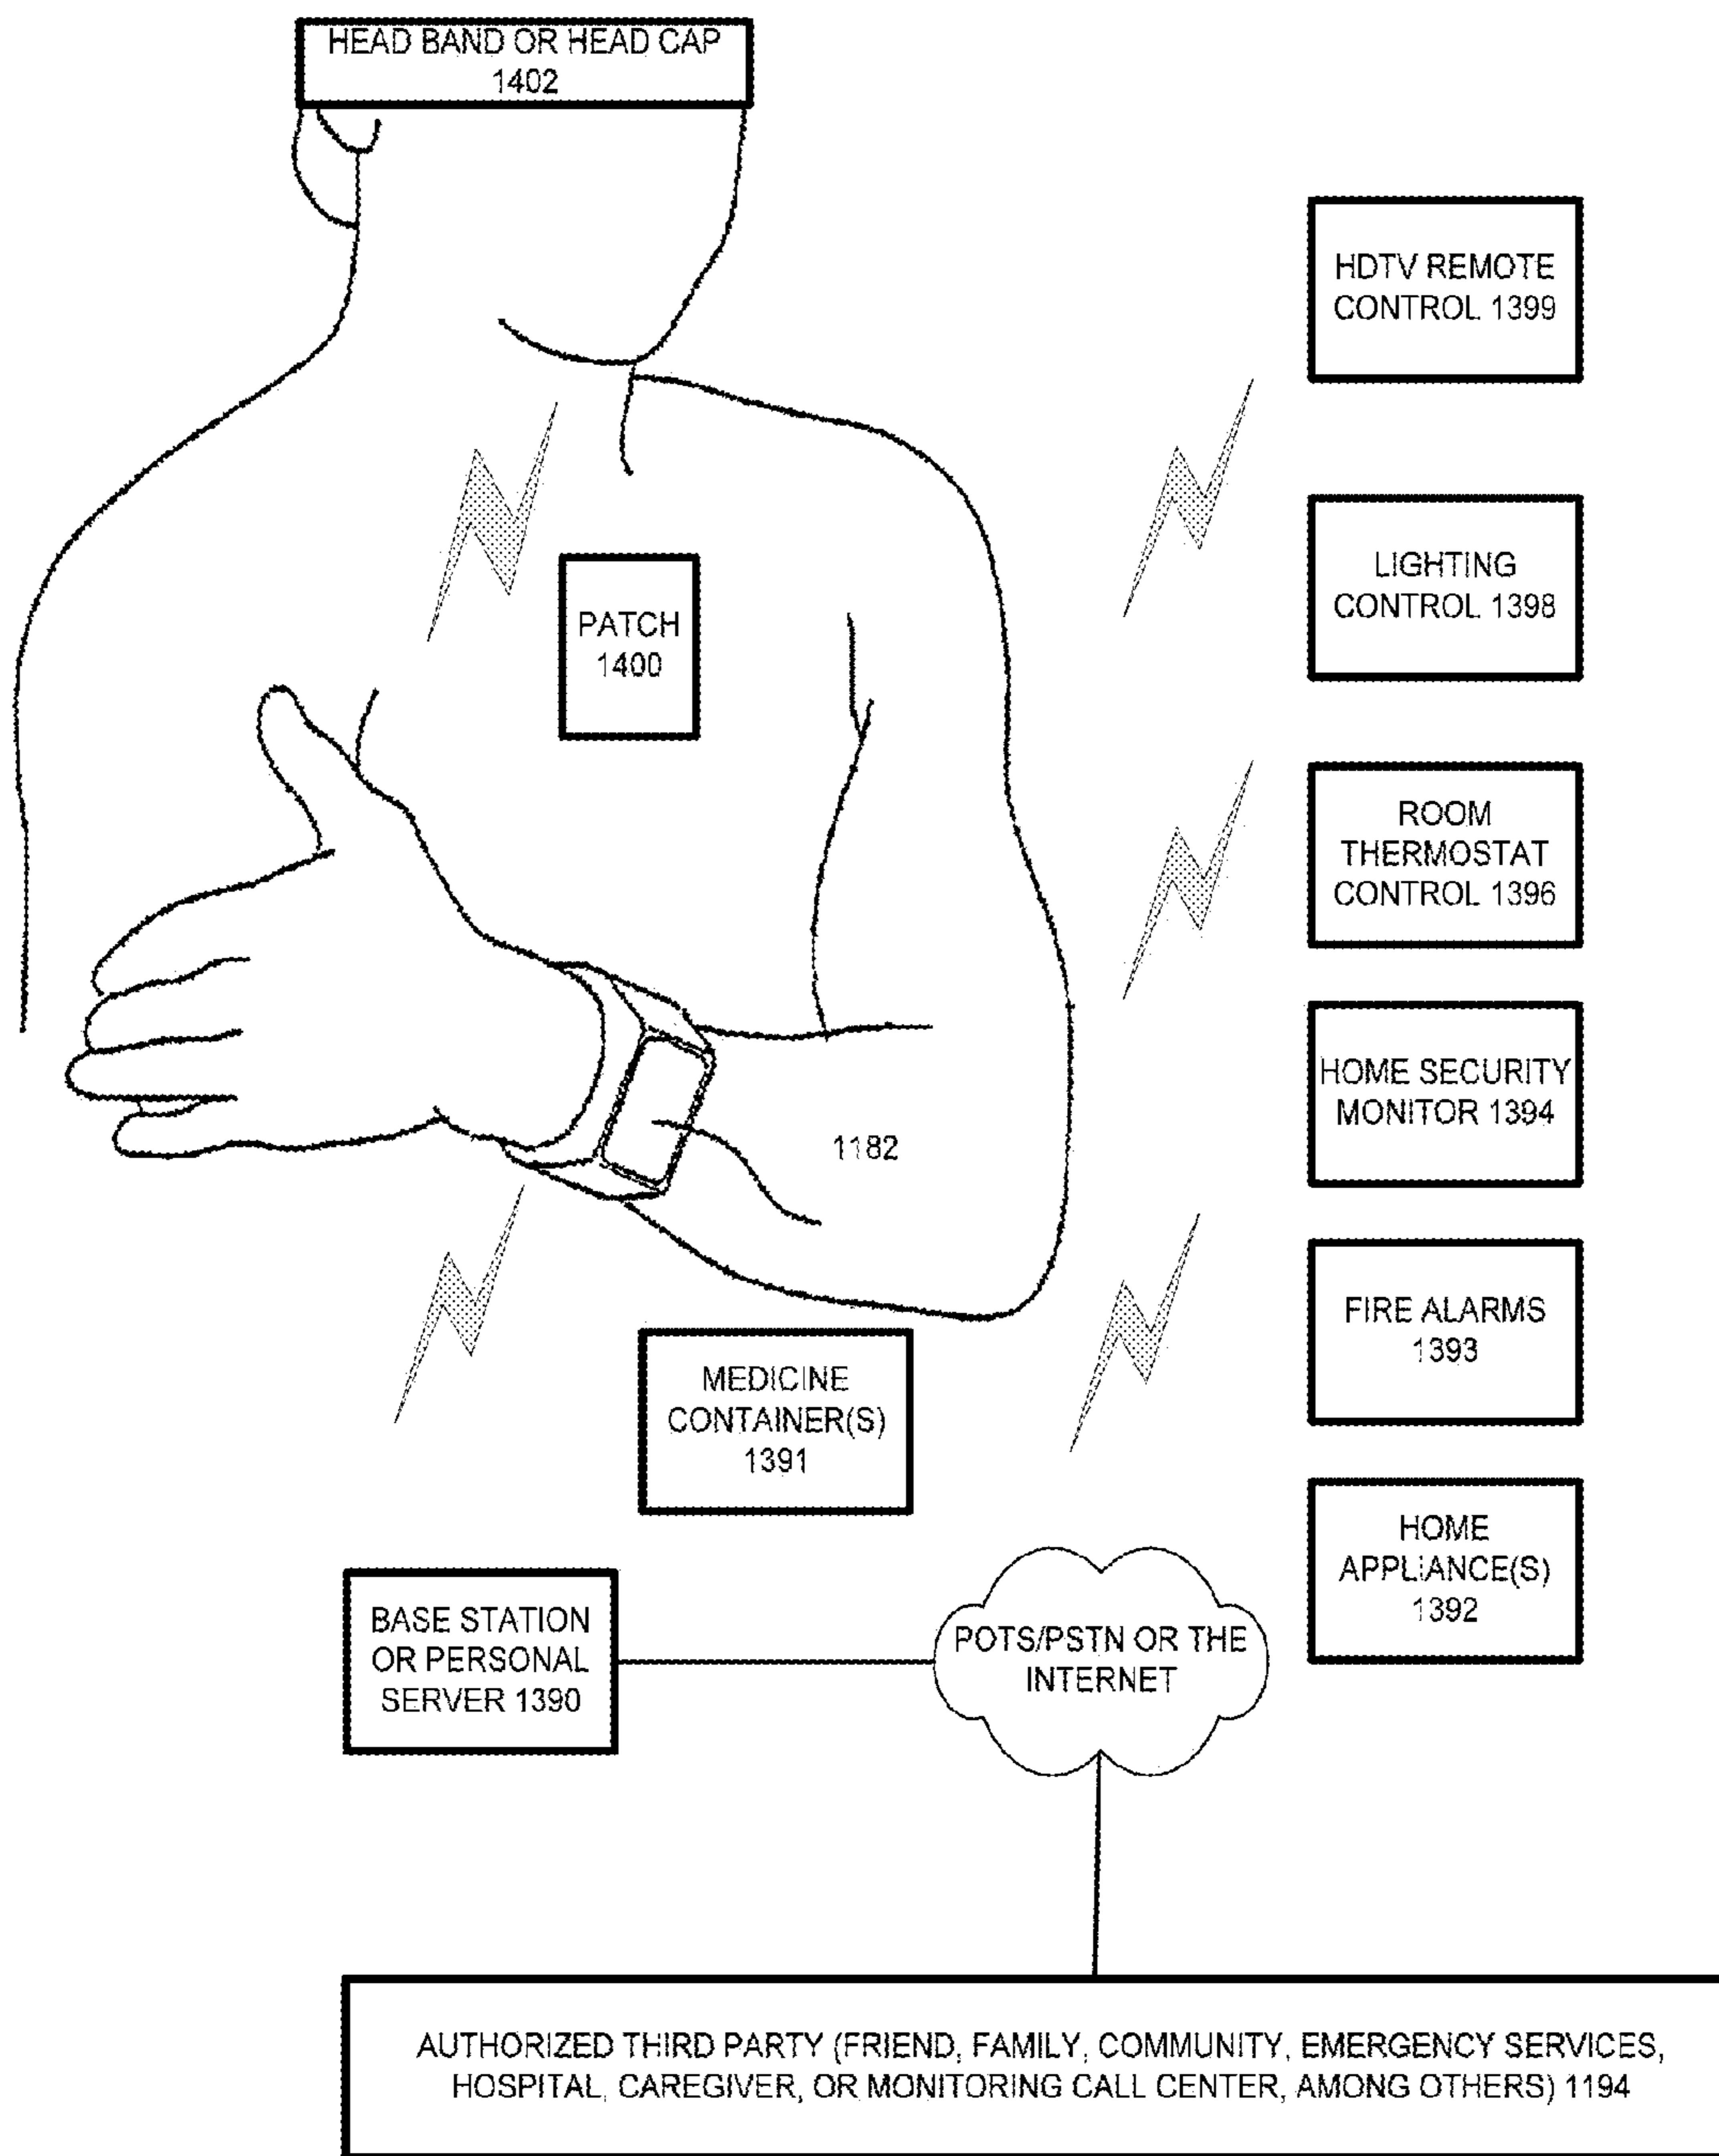 HEAD BAND OR HEAD CAP
1402
HDTV REMOTE
CONTROL 1399
LIGHTING
CONTROL 1398
PATCH
1400
ROOM
THERMOSTAT
CONTROL 1396
HOME SECURITY
MONITOR 1394
1182
FIRE ALARMS
1393
MEDICINE
CONTAINER(S)
1391
HOME
APPLIANCE(S)
1392
BASE STATION
OR PERSONAL
SERVER 1390
POTS/PSTN OR THE
INTERNET
AUTHORIZED THIRD PARTY (FRIEND, FAMILY, COMMUNITY, EMERGENCY SERVICES,
HOSPITAL, CAREGIVER, OR MONITORING CALL CENTER, AMONG OTHERS) 1194